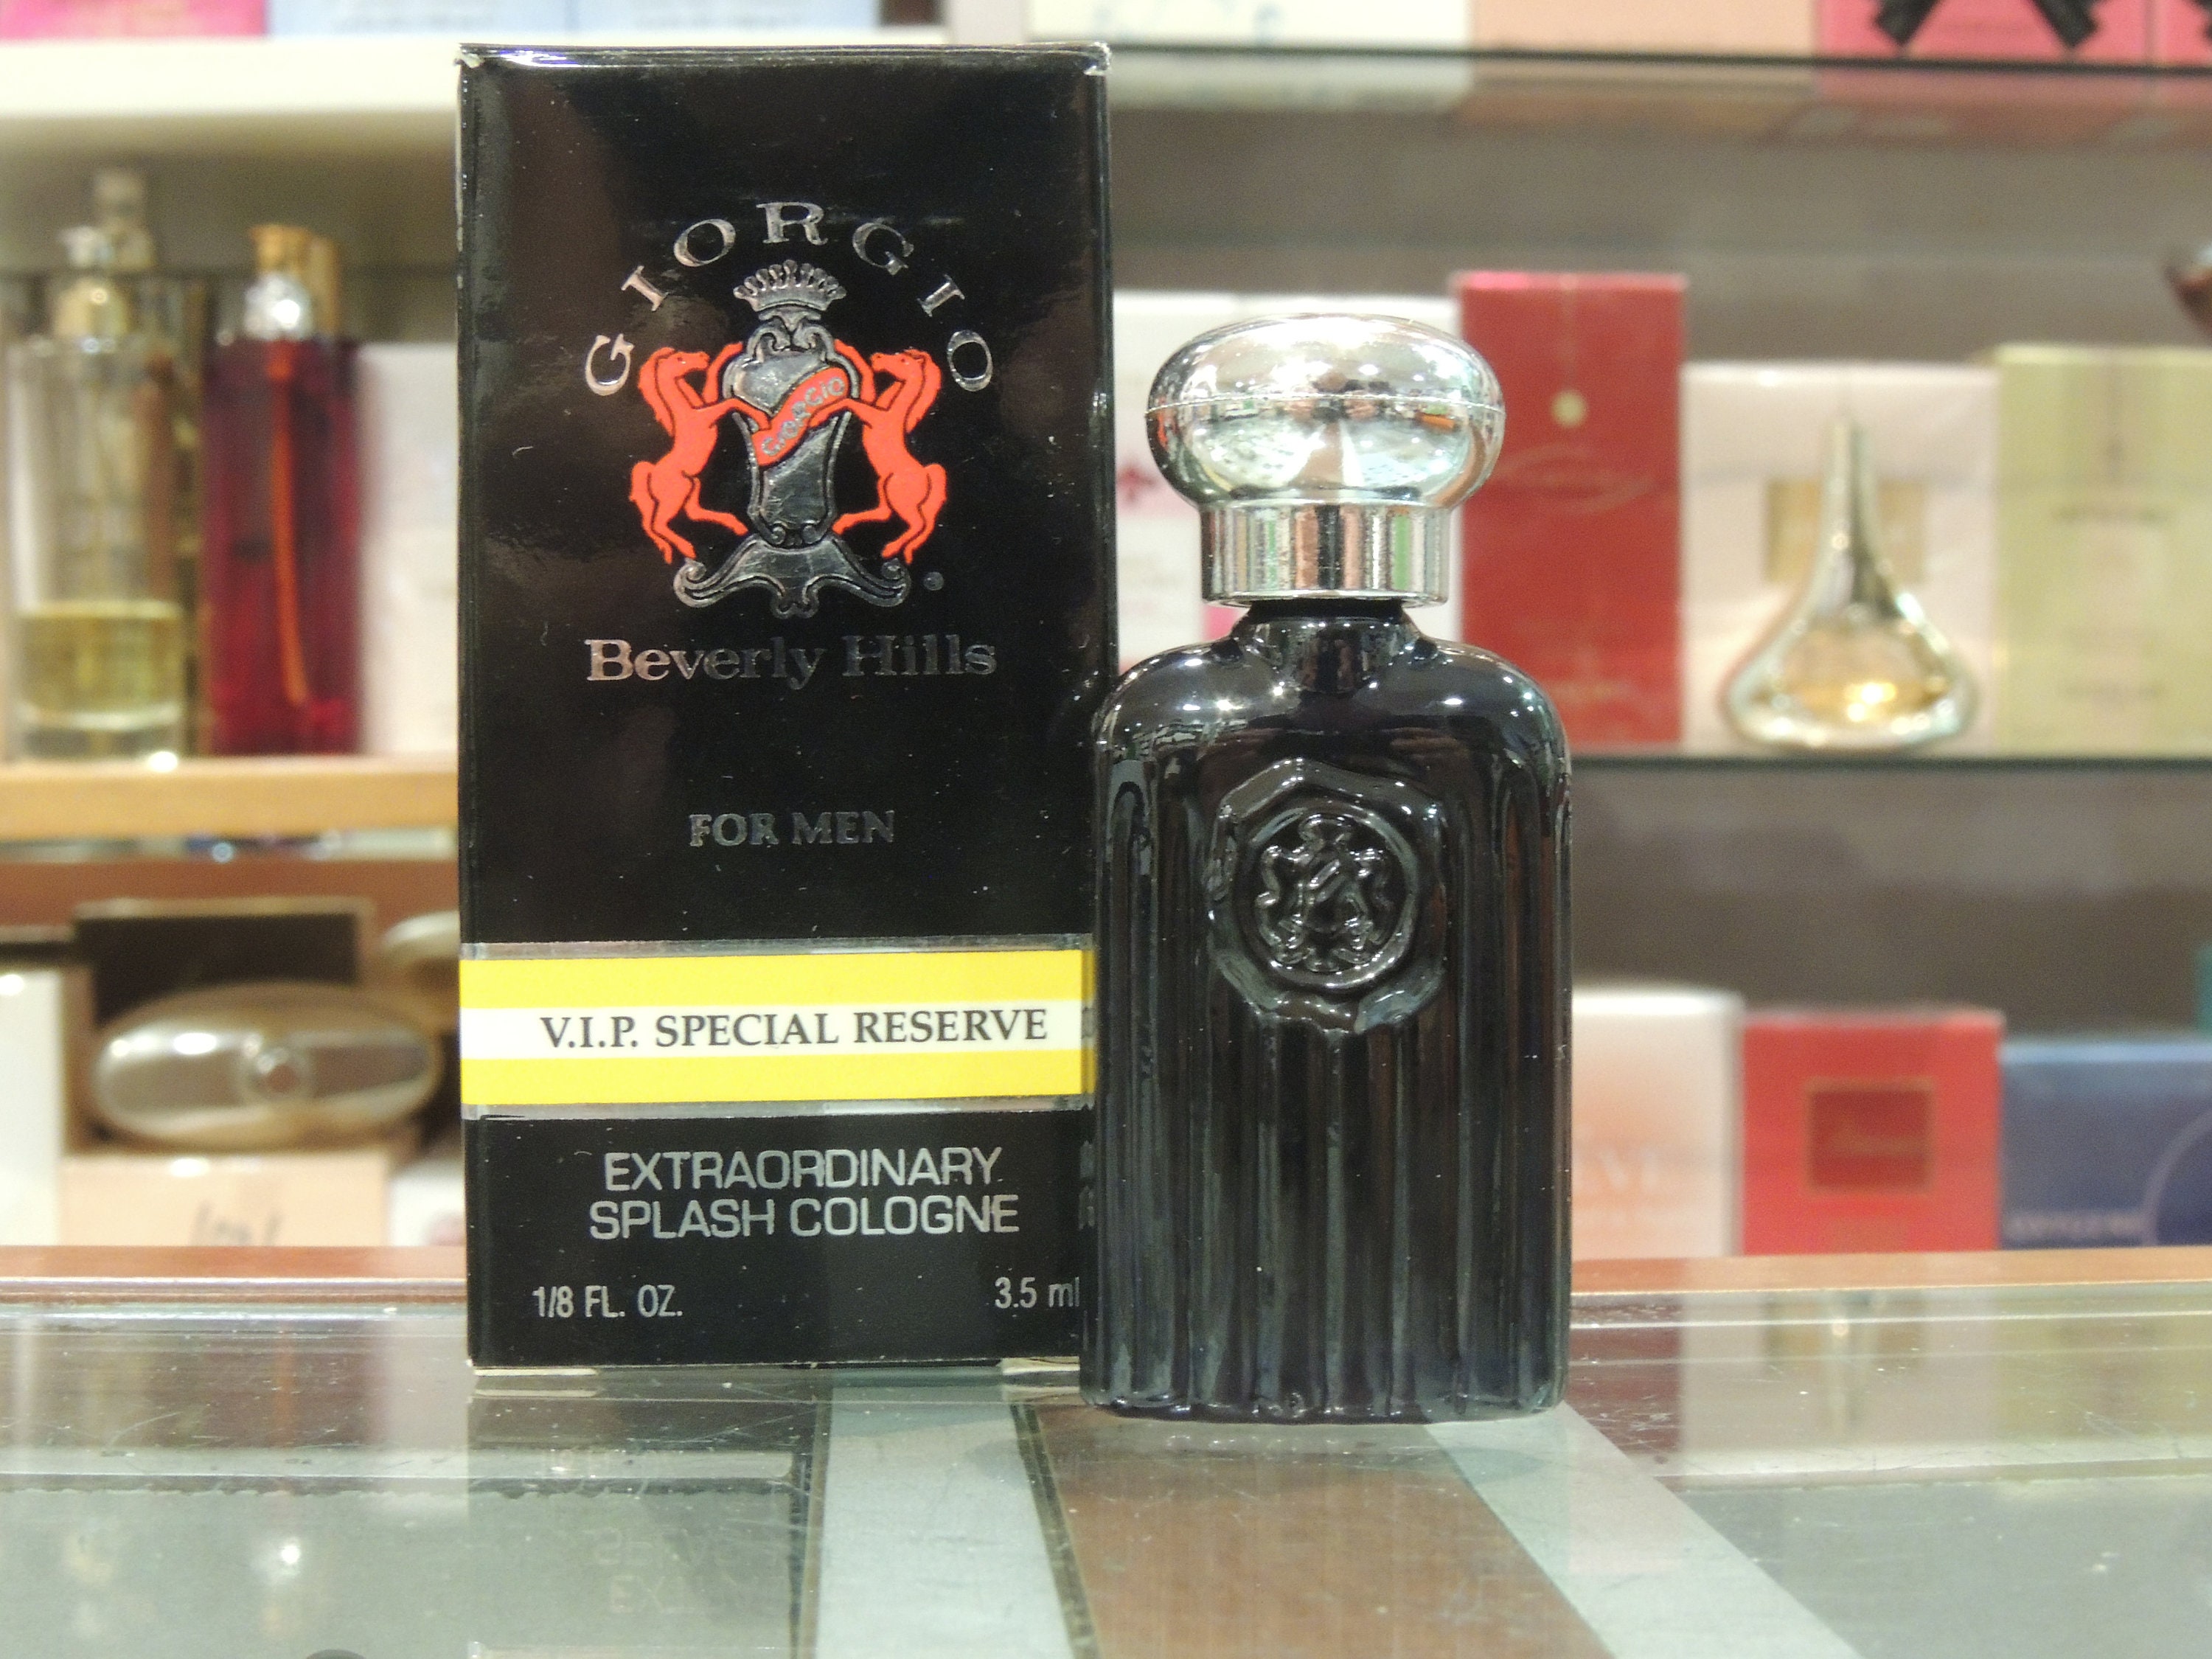 GIORGIO
GIORGIO
Beverly Hills
FOR MEN
V.I.P. SPECIAL RESERVE
EXTRAORDINARY
SPLASH COLOGNE
1/8 FL. OZ. 3.5 ml